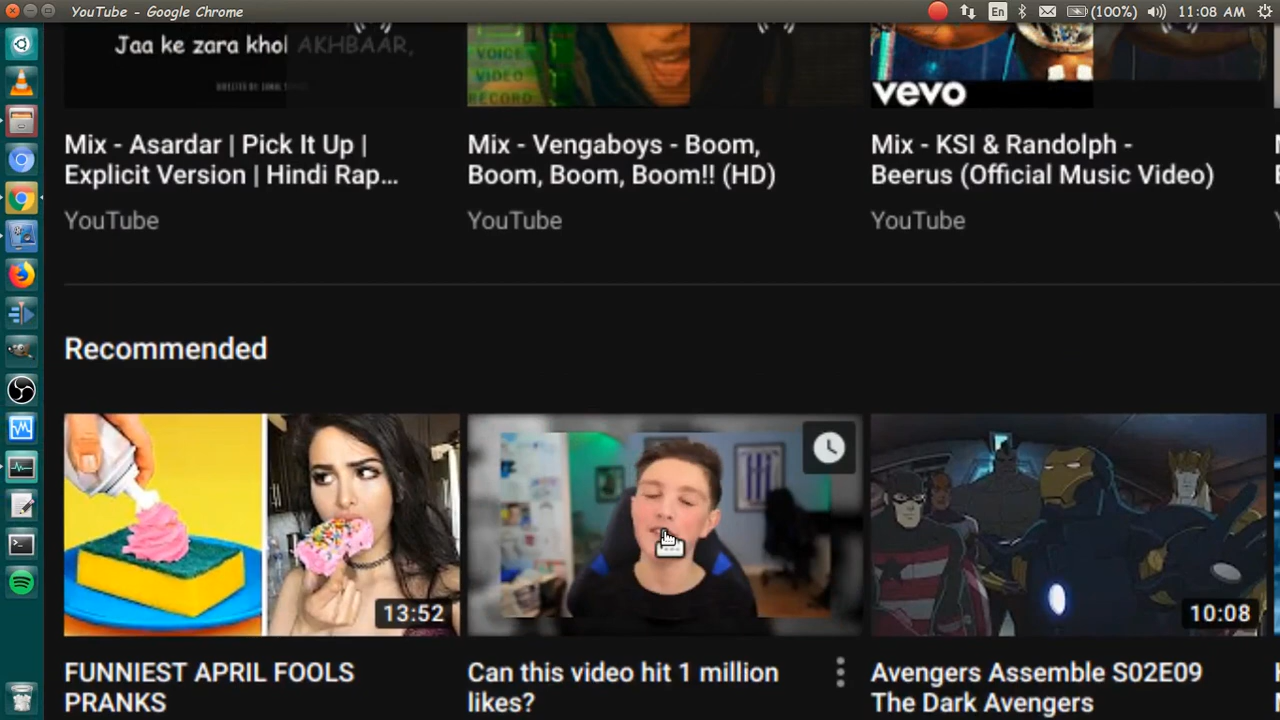 YouTube - Google Chrome
En
(100%)
11:08 AM
Jaa ke zara khol AKHBAAR,
VOICE
VIDEO
RECORD
vevo
Mix - Asardar | Pick It Up |
Explicit Version | Hindi Rap...
YouTube
Mix - Vengaboys - Boom,
Boom, Boom, Boom!! (HD)
YouTube
Mix - KSI & Randolph -
Beerus (Official Music Video)
YouTube
Recommended
13:52
10:08
FUNNIEST APRIL FOOLS
PRANKS
Can this video hit 1 million
likes?
Avengers Assemble S02E09
The Dark Avengers